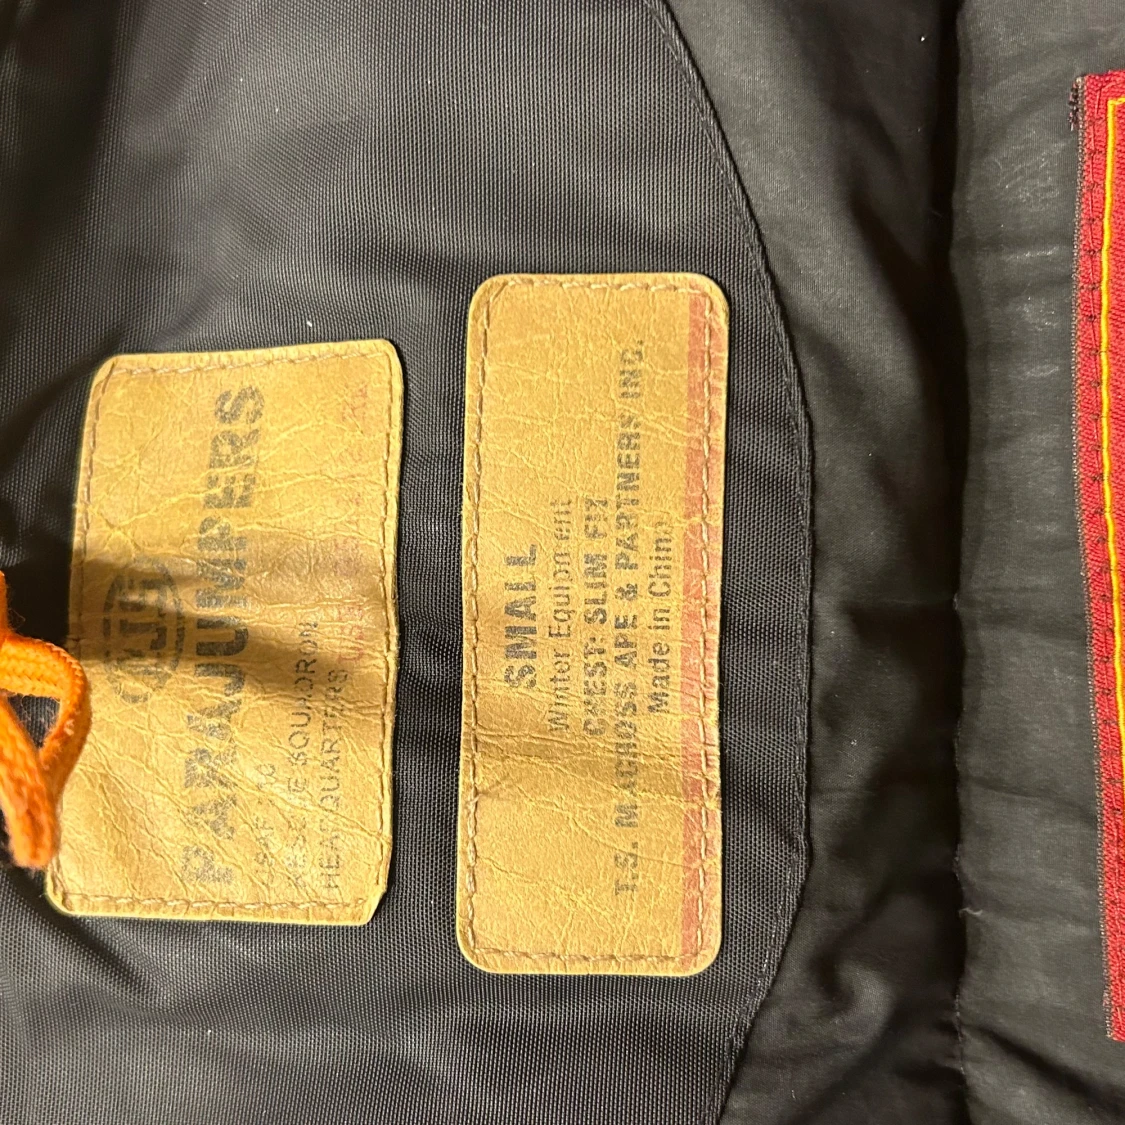 PJS
PARAJUMPERS
RESCUE SQUADRON
HEADQUARTERS
SMALL
Winter Equipment
CHEST: SLIM FIT
T.S. MACROSS APE & PARTNERS INC.
Made in China